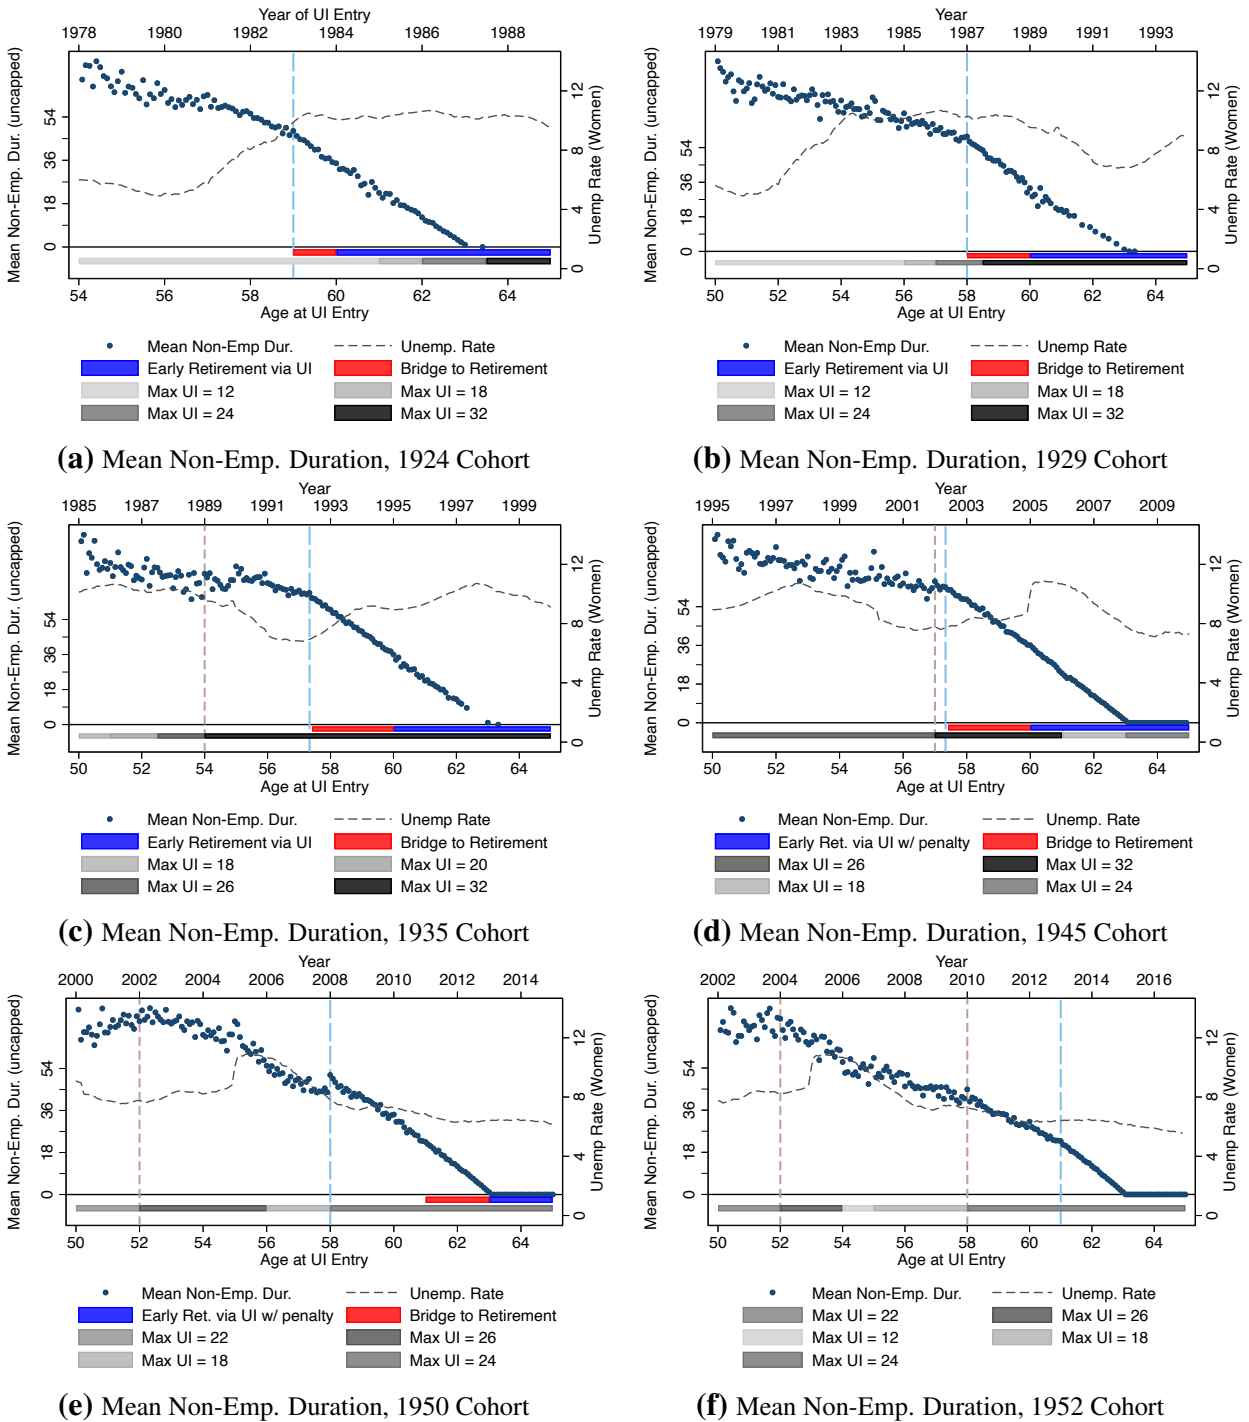 Year of UI Entry
1978 1980 1982 1984 1986 1988
Mean Non-Emp. Dur. (uncapped)
54
36
18
0
12
8
4
0
Unemp Rate (Women)
54 56 58 60 62 64
Age at UI Entry
Mean Non-Emp Dur. Unemp. Rate
Early Retirement via UI Bridge to Retirement
Max UI = 12 Max UI = 18
Max UI = 24 Max UI = 32
(a) Mean Non-Emp. Duration, 1924 Cohort
Year
1979 1981 1983 1985 1987 1989 1991 1993
Mean Non-Emp. Dur. (uncapped)
54
36
18
0
12
8
4
0
Unemp Rate (Women)
50 52 54 56 58 60 62 64
Age at UI Entry
Mean Non-Emp Dur. Unemp Rate
Early Retirement via UI Bridge to Retirement
Max UI = 12 Max UI = 18
Max UI = 24 Max UI = 32
(b) Mean Non-Emp. Duration, 1929 Cohort
Year
1985 1987 1989 1991 1993 1995 1997 1999
Mean Non-Emp. Dur. (uncapped)
54
36
18
0
12
8
4
0
Unemp Rate (Women)
50 52 54 56 58 60 62 64
Age at UI Entry
Mean Non-Emp. Dur. Unemp Rate
Early Retirement via UI Bridge to Retirement
Max UI = 18 Max UI = 20
Max UI = 26 Max UI = 32
(c) Mean Non-Emp. Duration, 1935 Cohort
Year
1995 1997 1999 2001 2003 2005 2007 2009
Mean Non-Emp. Dur. (uncapped)
54
36
18
0
12
8
4
0
Unemp Rate (Women)
50 52 54 56 58 60 62 64
Age at UI Entry
Mean Non-Emp. Dur. Unemp. Rate
Early Ret. via UI w/ penalty Bridge to Retirement
Max UI = 26 Max UI = 32
Max UI = 18 Max UI = 24
(d) Mean Non-Emp. Duration, 1945 Cohort
Year
2000 2002 2004 2006 2008 2010 2012 2014
Mean Non-Emp. Dur. (uncapped)
54
36
18
0
12
8
4
0
Unemp Rate (Women)
50 52 54 56 58 60 62 64
Age at UI Entry
Mean Non-Emp. Dur. Unemp. Rate
Early Ret. via UI w/ penalty Bridge to Retirement
Max UI = 22 Max UI = 26
Max UI = 18 Max UI = 24
(e) Mean Non-Emp. Duration, 1950 Cohort
Year
2002 2004 2006 2008 2010 2012 2014 2016
Mean Non-Emp. Dur. (uncapped)
54
36
18
0
12
8
4
0
Unemp Rate (Women)
50 52 54 56 58 60 62 64
Age at UI Entry
Mean Non-Emp. Dur. Unemp. Rate
Max UI = 22 Max UI = 26
Max UI = 12 Max UI = 18
Max UI = 24
(f) Mean Non-Emp. Duration, 1952 Cohort